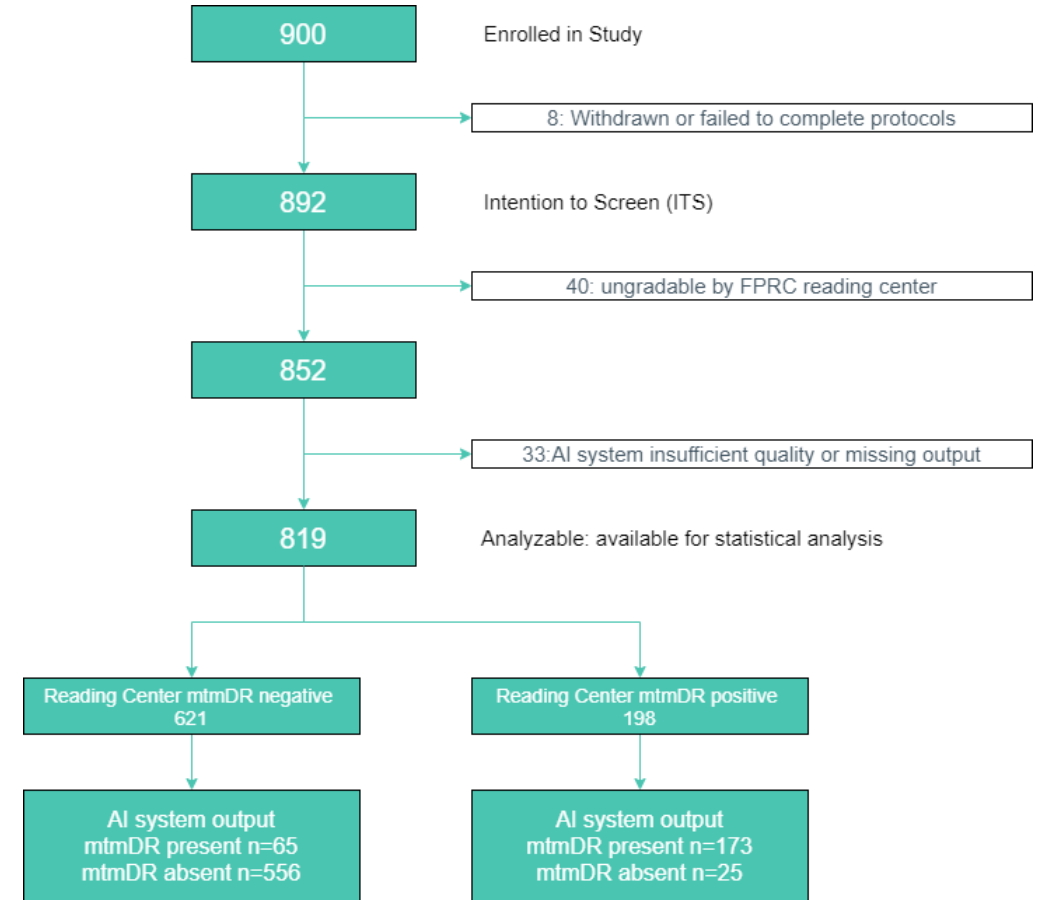 900
Enrolled in Study
8: Withdrawn or failed to complete protocols
892
Intention to Screen (ITS)
40: ungradable by FPRC reading center
852
33:AI system insufficient quality or missing output
819
Analyzable: available for statistical analysis
Reading Center mtmDR negative
621
Reading Center mtmDR positive
198
AI system output
mtmDR present n=65
mtmDR absent n=556
AI system output
mtmDR present n=173
mtmDR absent n=25